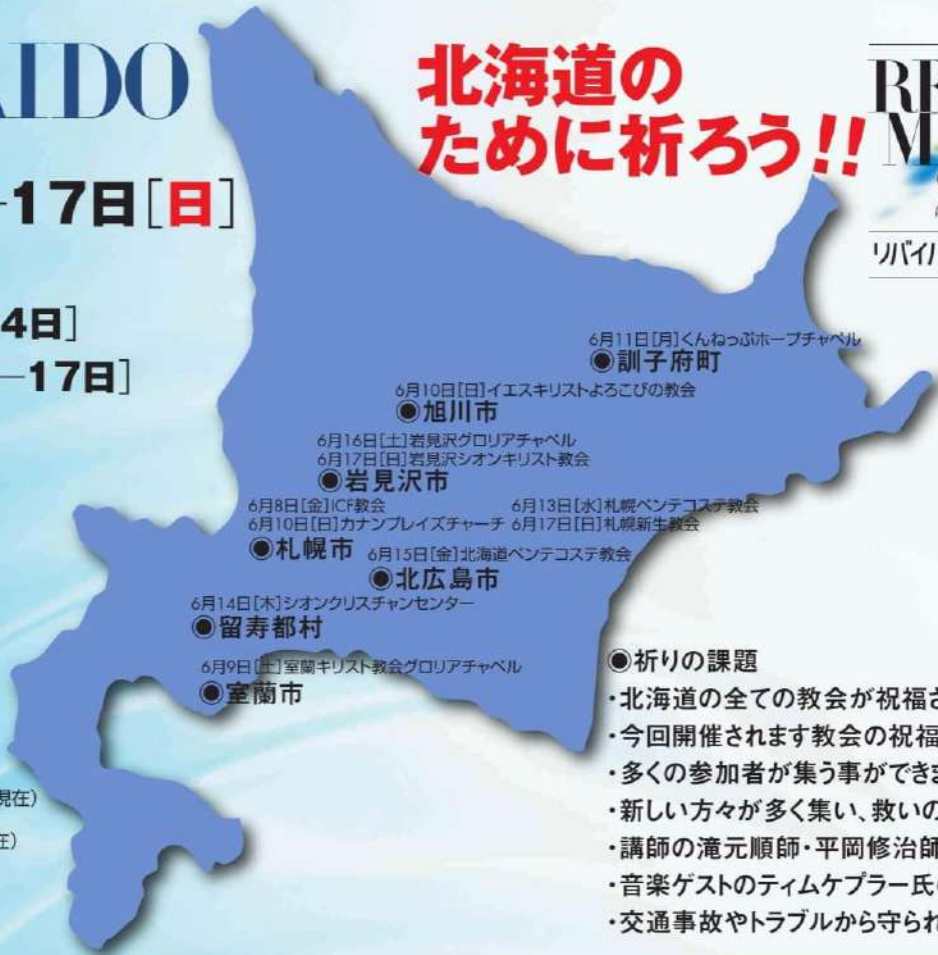 北海道の
ために祈ろう!!
17日[日]
4日]
―17日]
6月11日[月]くんねっぷホープチャペル
◉訓子府町
6月10日[日]イエスキリストよろこびの教会
◉旭川市
6月16日[土]岩見沢グロリアチャペル
6月17日[日]岩見沢シオンキリスト教会
◉岩見沢市
6月8日[金]ICF教会
6月10日[日]カナンプレイズチャーチ
◉札幌市
6月13日[水]札幌ペンテコステ教会
6月17日[日]札幌新生教会
6月15日[金]北海道ペンテコステ教会
◉北広島市
6月14日[木]シオンクリスチャンセンター
◉留寿都村
6月9日[土]室蘭キリスト教会グロリアチャペル
◉室蘭市
現在)
在)
◉祈りの課題
・北海道の全ての教会が祝福さ
・今回開催されます教会の祝福
・多くの参加者が集う事ができま
・新しい方々が多く集い、救いの
・講師の滝元順師・平岡修治師
・音楽ゲストのティムケプラー氏
・交通事故やトラブルから守られ